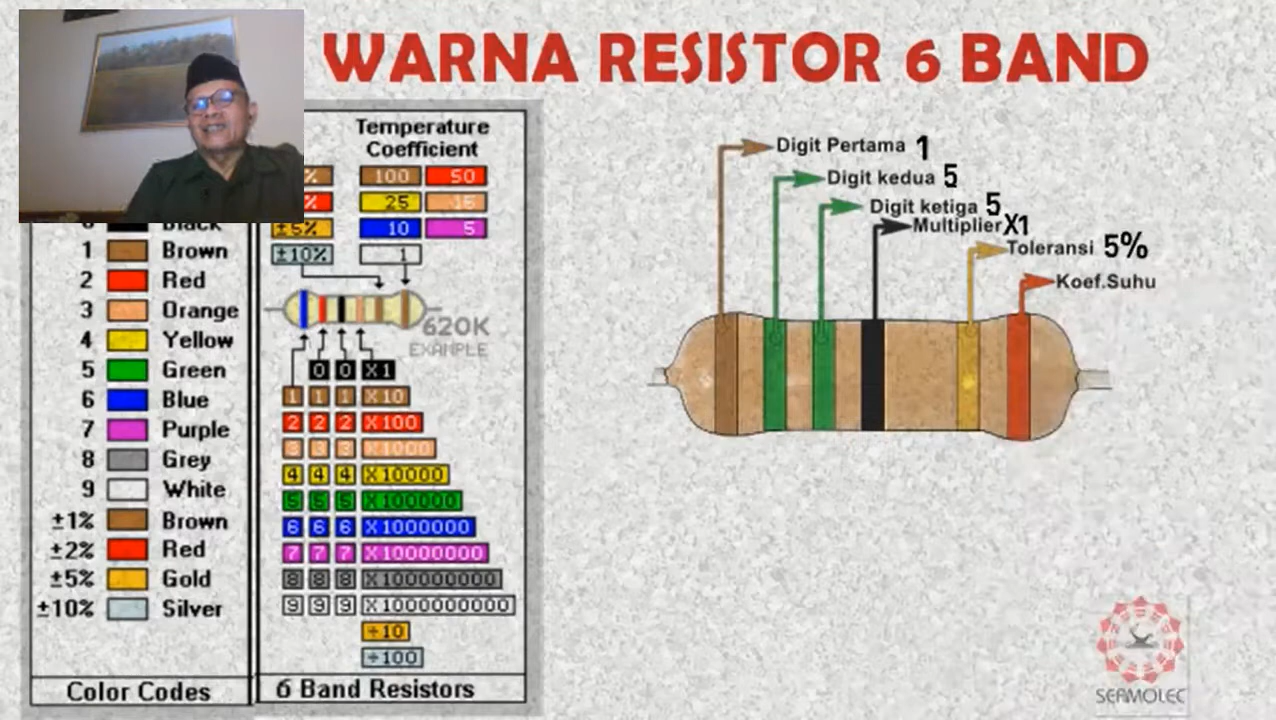 WARNA RESISTOR 6 BAND
Temperature
Coefficient
% 100 50
% 25 15
±5% 10 5
±10% 1
620K
EXAMPLE
Black
1 Brown
2 Red
3 Orange
4 Yellow
5 Green
6 Blue
7 Purple
8 Grey
9 White
±1% Brown
±2% Red
±5% Gold
±10% Silver
Color Codes
0 0 X1
1 1 1 X10
2 2 2 X100
3 3 3 X1000
4 4 4 X10000
5 5 5 X100000
6 6 6 X1000000
7 7 7 X10000000
8 8 8 X100000000
9 9 9 X1000000000
÷10
÷100
6 Band Resistors
Digit Pertama 1
Digit kedua 5
Digit ketiga 5
Multiplier X1
Toleransi 5%
Koef.Suhu
SEAMOLEC